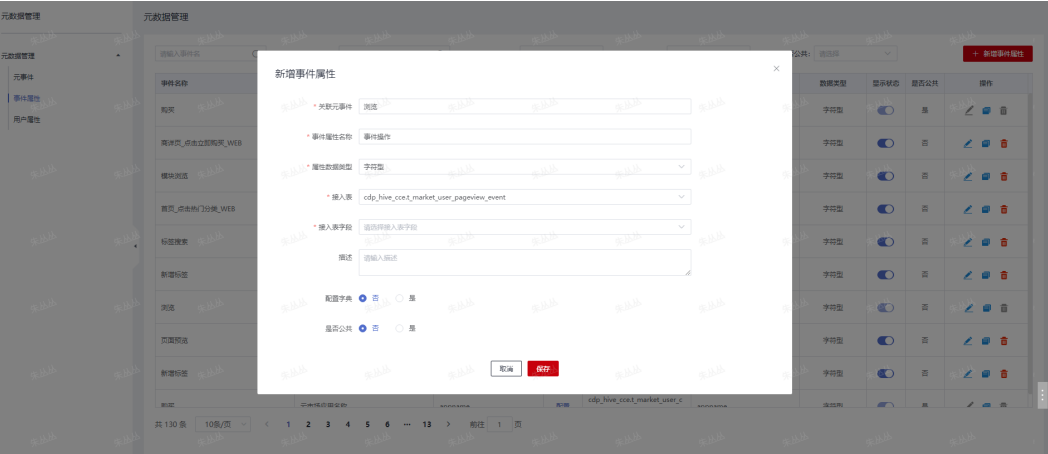 元数据管理
元数据管理
元数据管理
元事件
事件属性
用户属性
请输入事件名
公共： 请选择
+ 新增事件属性
事件名称 数据类型 显示状态 是否公共 操作
购买 字符型 是
商详页_点击立即购买_WEB 字符型 否
模块浏览 字符型 否
首页_点击热门分类_WEB 字符型 否
标签搜索 字符型 否
新增标签 字符型 否
浏览 字符型 否
页面预览 字符型 否
新增标签 字符型 否
cdp_hive_cce.t_market_user_c
新增事件属性
* 关联元事件 浏览
* 事件属性名称 事件操作
* 属性数据类型 字符型
* 接入表 cdp_hive_cce.t_market_user_pageview_event
* 接入表字段 请选择接入表字段
描述 请输入描述
配置字典 否 是
是否公共 否 是
取消 保存
共 130 条 10条/页 1 2 3 4 5 6 ··· 13 前往 1 页